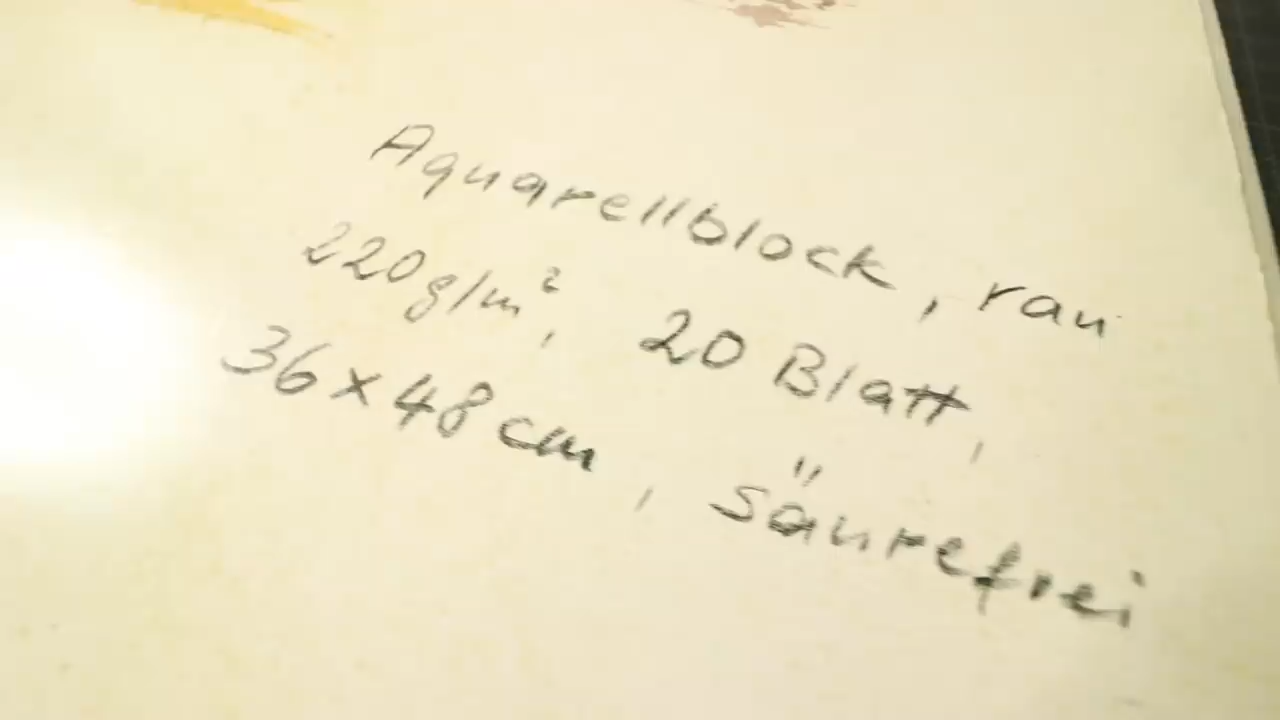 Aquarellblock, rau
220g/m², 20 Blatt,
36x48cm, säurefrei